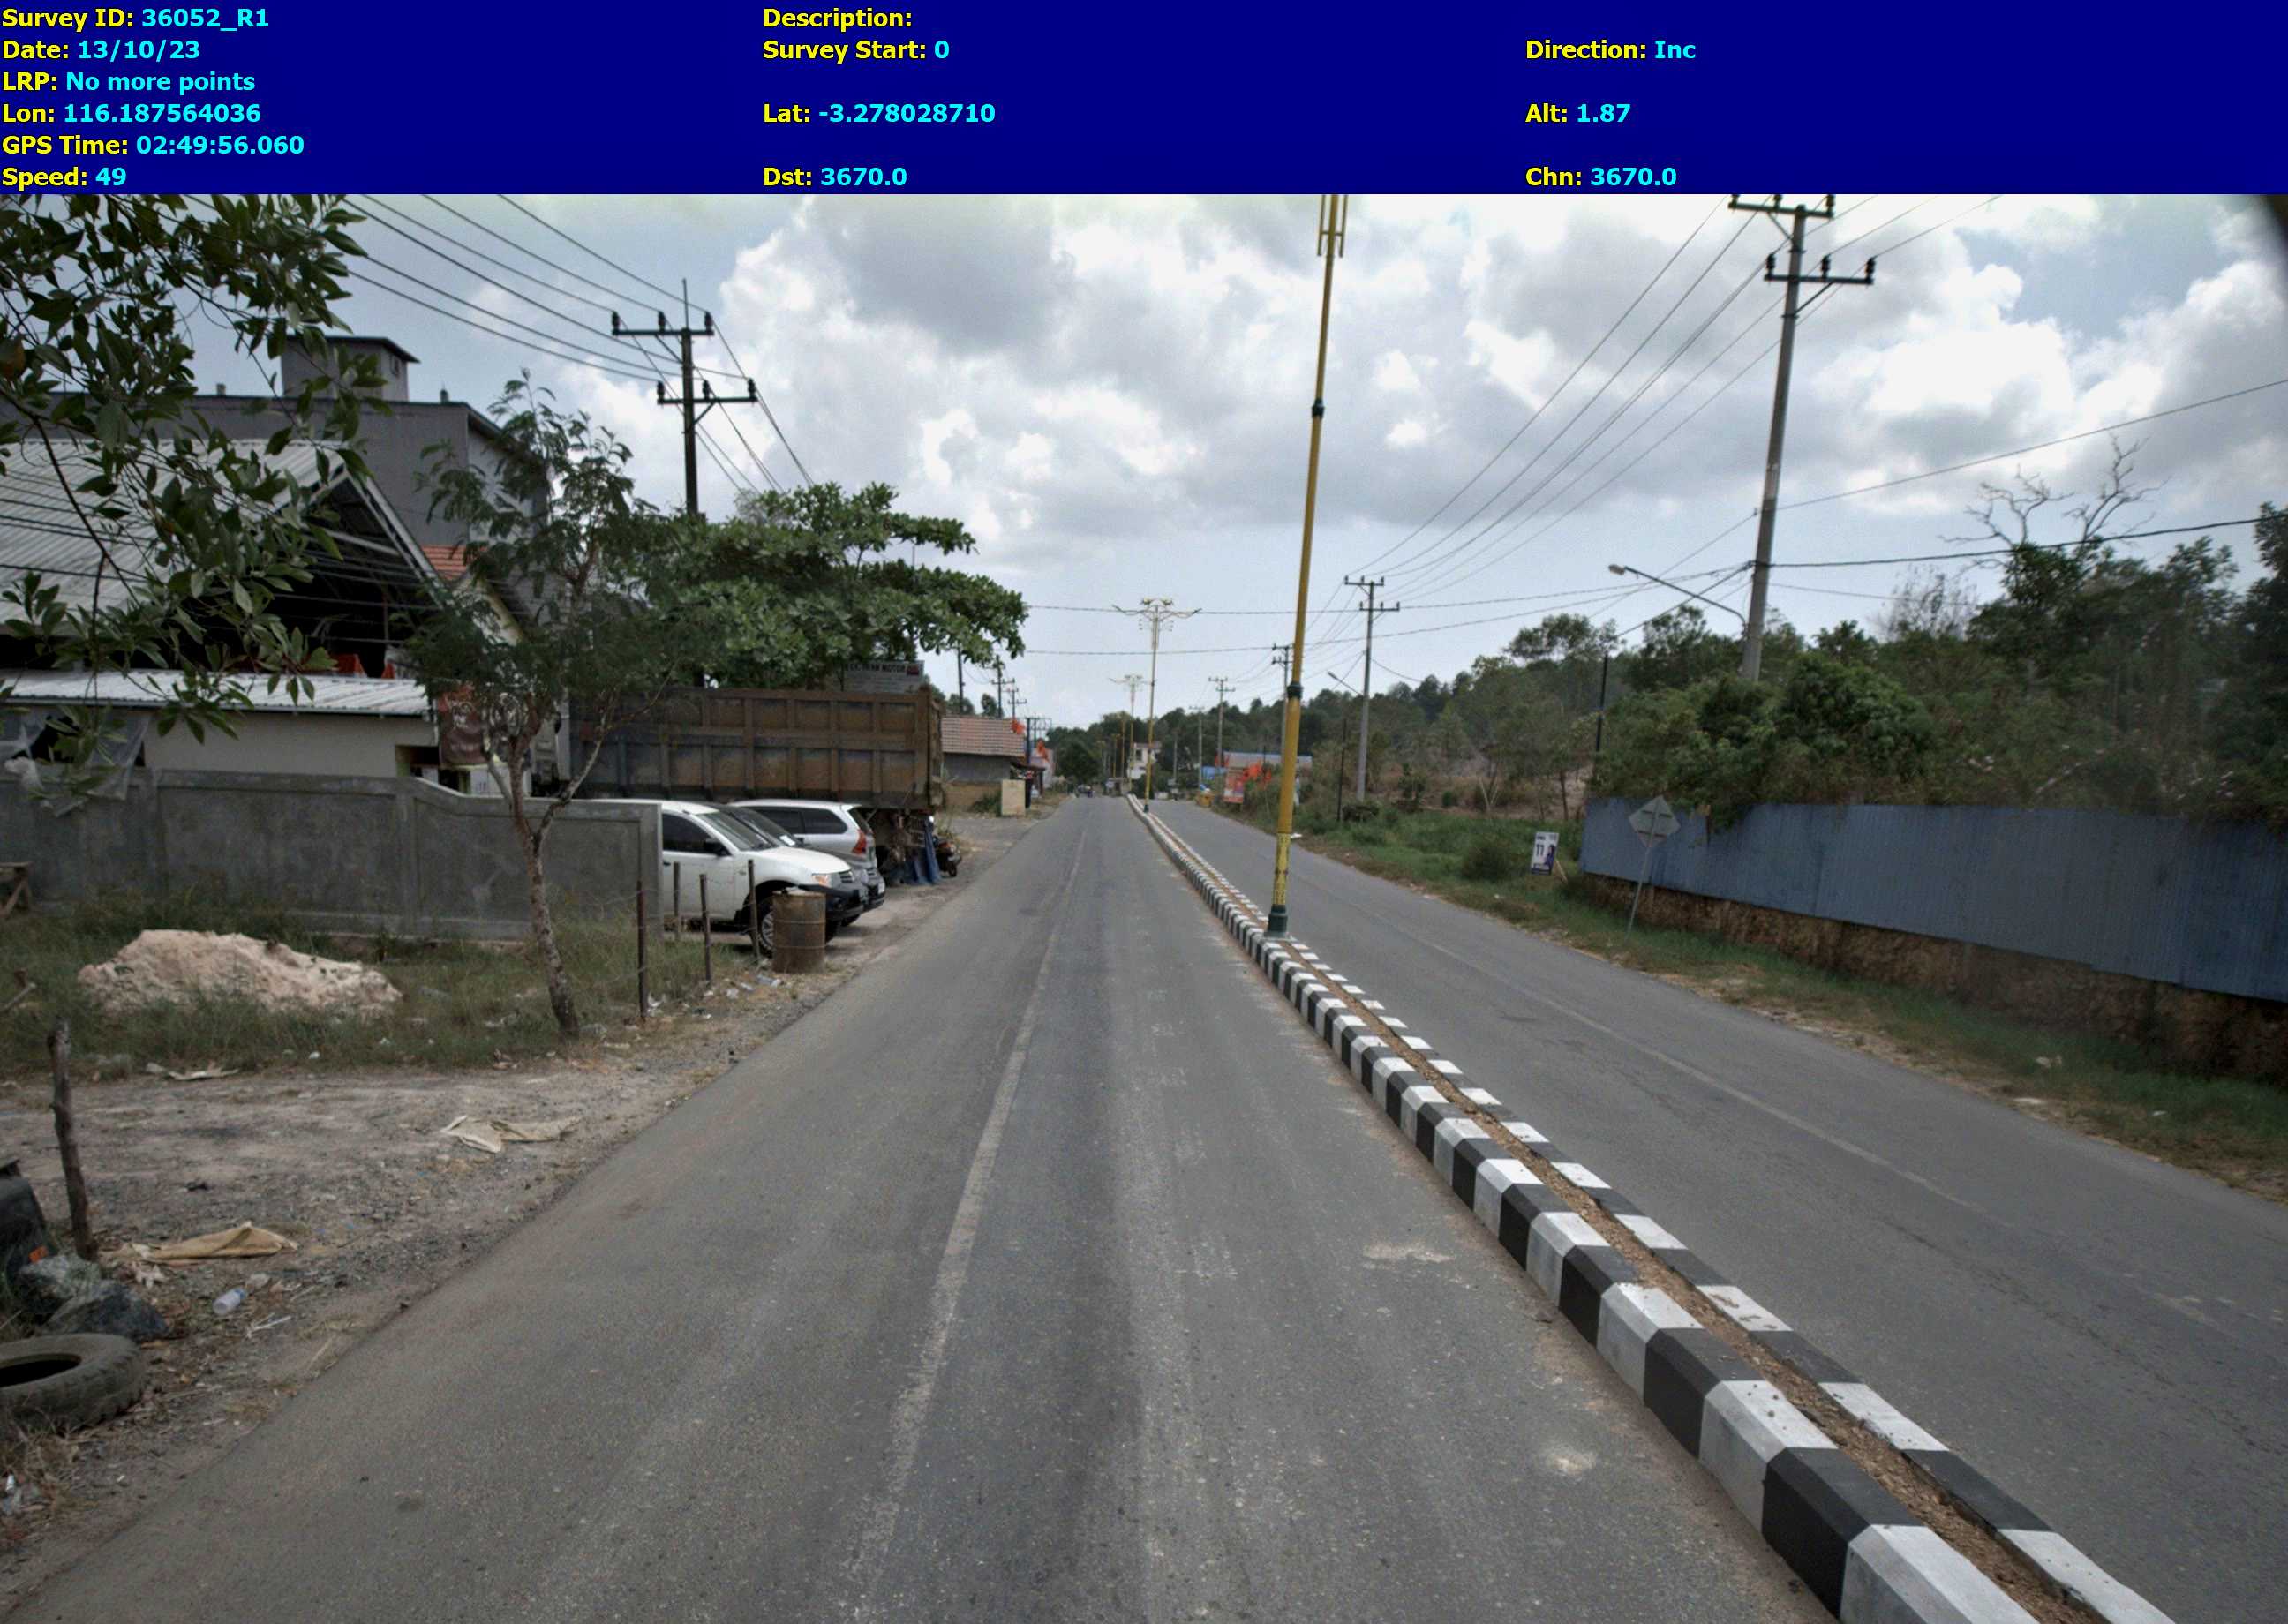 Survey ID: 36052_R1
Description:
Date: 13/10/23
Survey Start: 0
Direction: Inc
LRP: No more points
Lon: 116.187564036
Lat: -3.278028710
Alt: 1.87
GPS Time: 02:49:56.060
Speed: 49
Dst: 3670.0
Chn: 3670.0
11